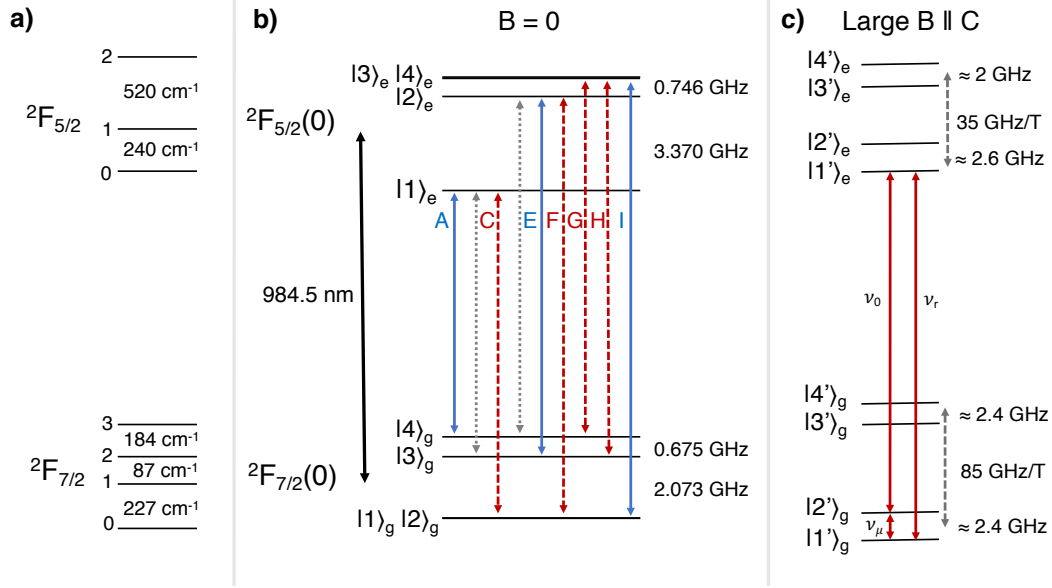 a)
2
520 cm⁻¹
²F₅/₂
1
240 cm⁻¹
0
3
184 cm⁻¹
2
²F₇/₂
87 cm⁻¹
1
227 cm⁻¹
0
b)
B = 0
|3⟩ₑ |4⟩ₑ
0.746 GHz
|2⟩ₑ
²F₅/₂(0)
3.370 GHz
|1⟩ₑ
A C E F G H I
984.5 nm
|4⟩g
0.675 GHz
|3⟩g
²F₇/₂(0)
2.073 GHz
|1⟩g |2⟩g
c)
Large B ∥ C
|4'⟩ₑ
≈ 2 GHz
|3'⟩ₑ
35 GHz/T
|2'⟩ₑ
≈ 2.6 GHz
|1'⟩ₑ
ν₀ νᵣ
|4'⟩g
≈ 2.4 GHz
|3'⟩g
85 GHz/T
|2'⟩g
≈ 2.4 GHz
νμ
|1'⟩g